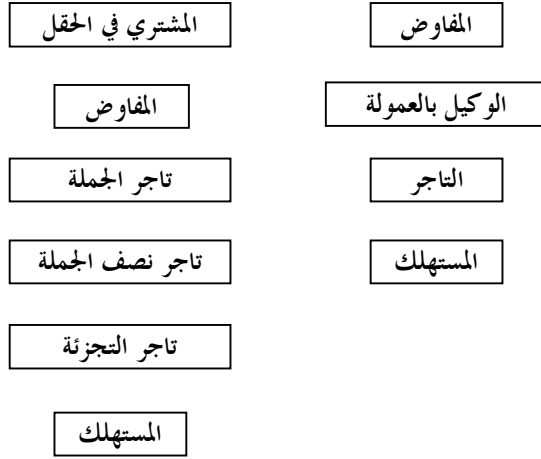 المفاوض
الوكيل بالعمولة
التاجر
المستهلك
المشتري في الحقل
المفاوض
تاجر الجملة
تاجر نصف الجملة
تاجر التجزئة
المستهلك